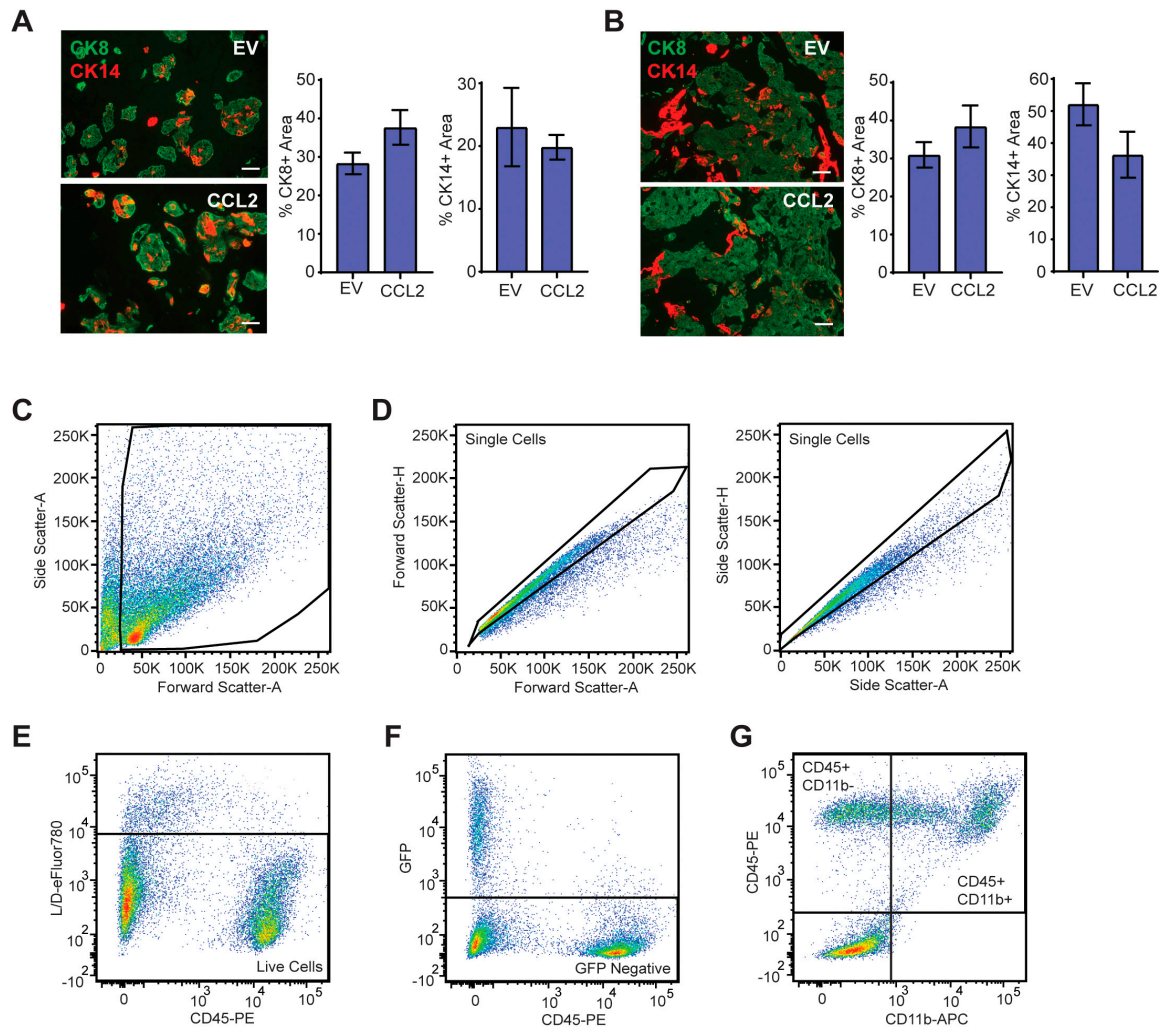 A
CK8
CK14
EV
CCL2
% CK8+ Area
50
40
30
20
10
0
EV
CCL2
% CK14+ Area
30
20
10
0
EV
CCL2
B
CK8
CK14
EV
CCL2
% CK8+ Area
50
40
30
20
10
0
EV
CCL2
% CK14+ Area
60
50
40
30
20
10
0
EV
CCL2
C
Side Scatter-A
250K
200K
150K
100K
50K
0
0
50K
100K
150K
200K
250K
Forward Scatter-A
D
Single Cells
Forward Scatter-H
250K
200K
150K
100K
50K
0
0
50K
100K
150K
200K
250K
Forward Scatter-A
Single Cells
Side Scatter-H
250K
200K
150K
100K
50K
0
0
50K
100K
150K
200K
250K
Side Scatter-A
E
L/D-eFluor780
10^5
10^4
10^3
10^2
-10^2
Live Cells
0
10^3
10^4
10^5
CD45-PE
F
GFP
10^5
10^4
10^3
10^2
-10^2
GFP Negative
0
10^3
10^4
10^5
CD45-PE
G
CD45+
CD11b-
CD45-PE
10^5
10^4
10^3
10^2
-10^2
CD45+
CD11b+
0
10^3
10^4
10^5
CD11b-APC